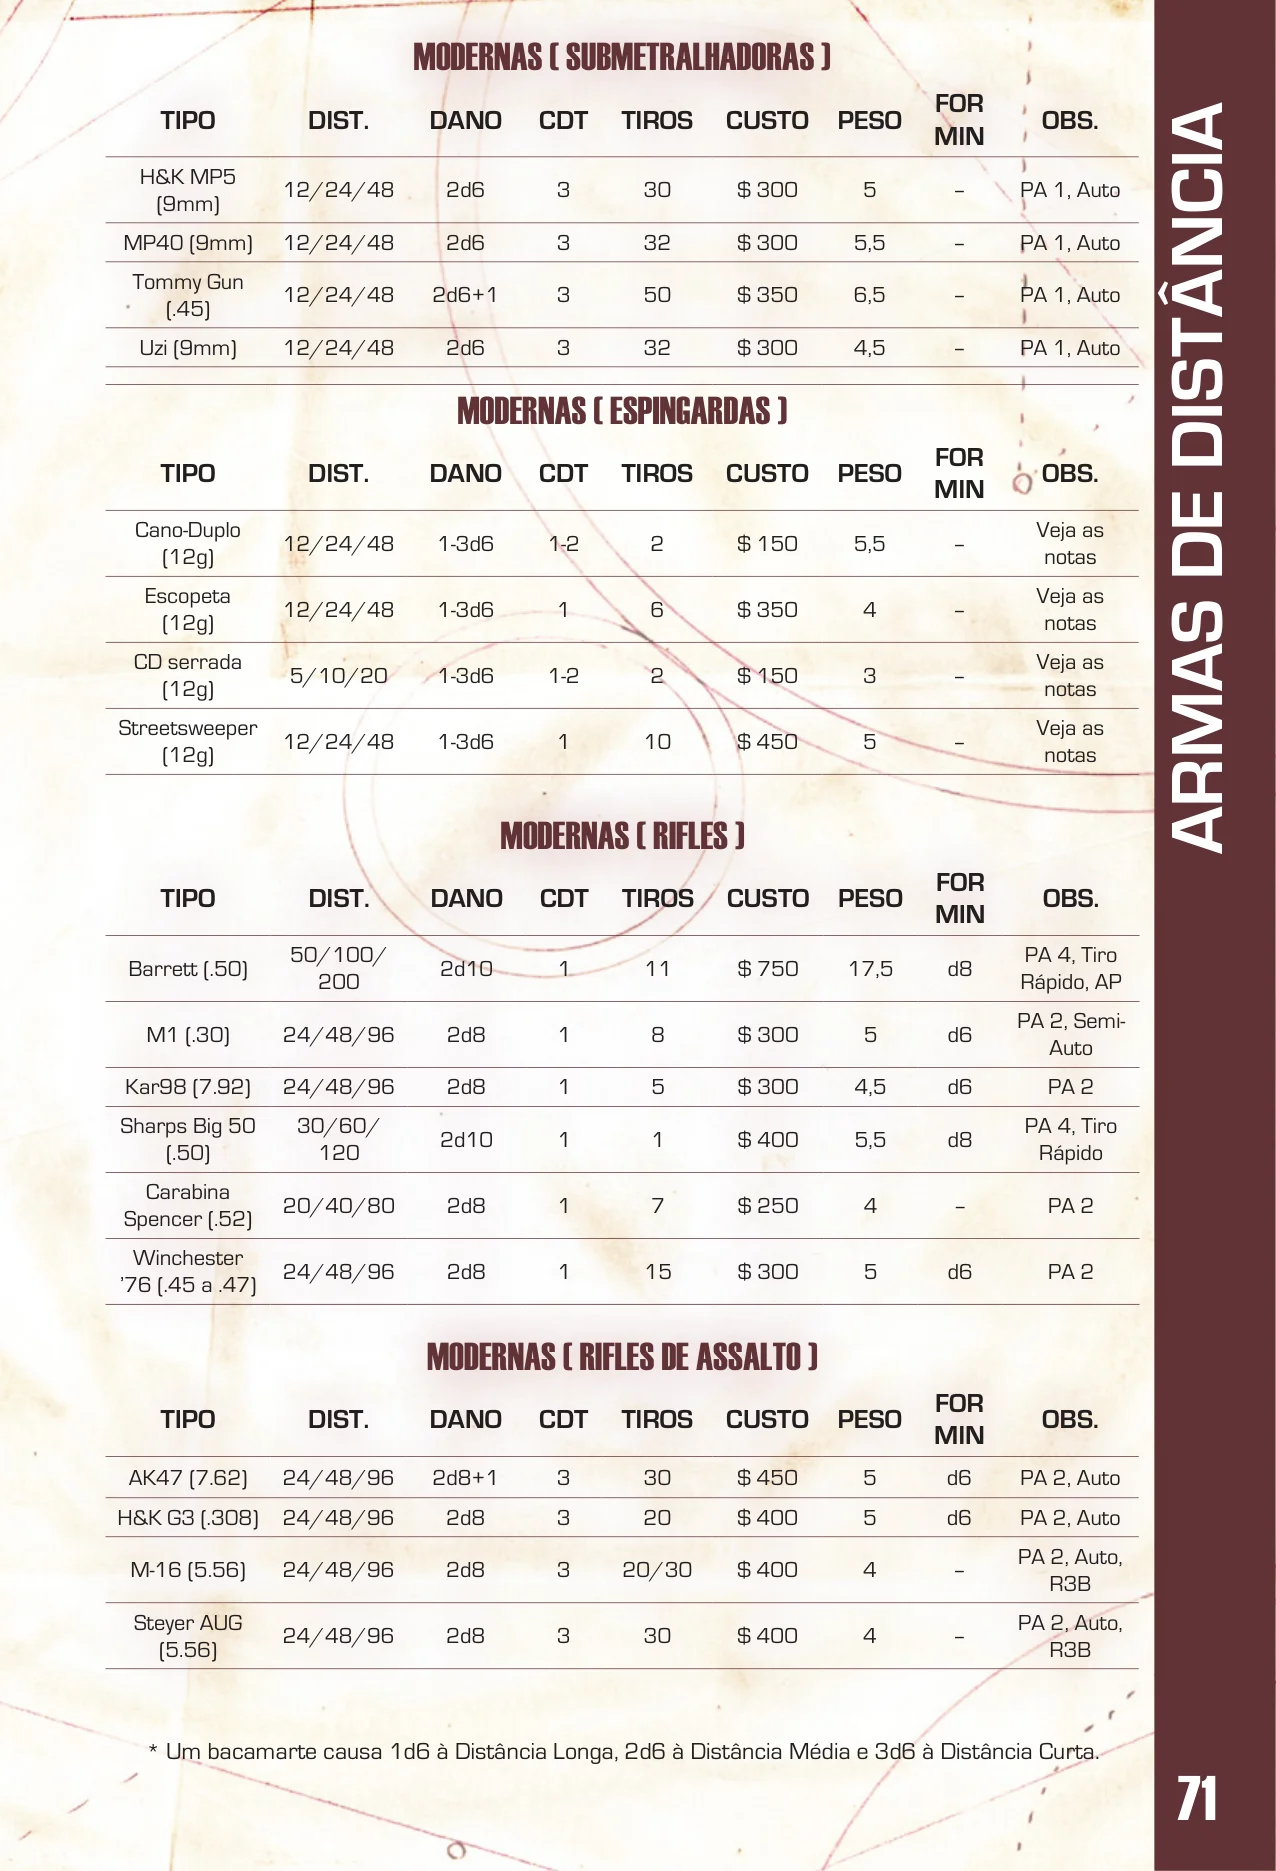 MODERNAS ( SUBMETRALHADORAS )
TIPO DIST. DANO CDT TIROS CUSTO PESO FOR MIN OBS.
H&K MP5 (9mm) 12/24/48 2d6 3 30 $ 300 5 – PA 1, Auto
MP40 (9mm) 12/24/48 2d6 3 32 $ 300 5,5 – PA 1, Auto
Tommy Gun (.45) 12/24/48 2d6+1 3 50 $ 350 6,5 – PA 1, Auto
Uzi (9mm) 12/24/48 2d6 3 32 $ 300 4,5 – PA 1, Auto
MODERNAS ( ESPINGARDAS )
TIPO DIST. DANO CDT TIROS CUSTO PESO FOR MIN OBS.
Cano-Duplo (12g) 12/24/48 1-3d6 1-2 2 $ 150 5,5 – Veja as notas
Escopeta (12g) 12/24/48 1-3d6 1 6 $ 350 4 – Veja as notas
CD serrada (12g) 5/10/20 1-3d6 1-2 2 $ 150 3 – Veja as notas
Streetsweeper (12g) 12/24/48 1-3d6 1 10 $ 450 5 – Veja as notas
MODERNAS ( RIFLES )
TIPO DIST. DANO CDT TIROS CUSTO PESO FOR MIN OBS.
Barrett (.50) 50/100/200 2d10 1 11 $ 750 17,5 d8 PA 4, Tiro Rápido, AP
M1 (.30) 24/48/96 2d8 1 8 $ 300 5 d6 PA 2, Semi-Auto
Kar98 (7.92) 24/48/96 2d8 1 5 $ 300 4,5 d6 PA 2
Sharps Big 50 (.50) 30/60/120 2d10 1 1 $ 400 5,5 d8 PA 4, Tiro Rápido
Carabina Spencer (.52) 20/40/80 2d8 1 7 $ 250 4 – PA 2
Winchester ’76 (.45 a .47) 24/48/96 2d8 1 15 $ 300 5 d6 PA 2
MODERNAS ( RIFLES DE ASSALTO )
TIPO DIST. DANO CDT TIROS CUSTO PESO FOR MIN OBS.
AK47 (7.62) 24/48/96 2d8+1 3 30 $ 450 5 d6 PA 2, Auto
H&K G3 (.308) 24/48/96 2d8 3 20 $ 400 5 d6 PA 2, Auto
M-16 (5.56) 24/48/96 2d8 3 20/30 $ 400 4 – PA 2, Auto, R3B
Steyer AUG (5.56) 24/48/96 2d8 3 30 $ 400 4 – PA 2, Auto, R3B
* Um bacamarte causa 1d6 à Distância Longa, 2d6 à Distância Média e 3d6 à Distância Curta.
ARMAS DE DISTÂNCIA
71